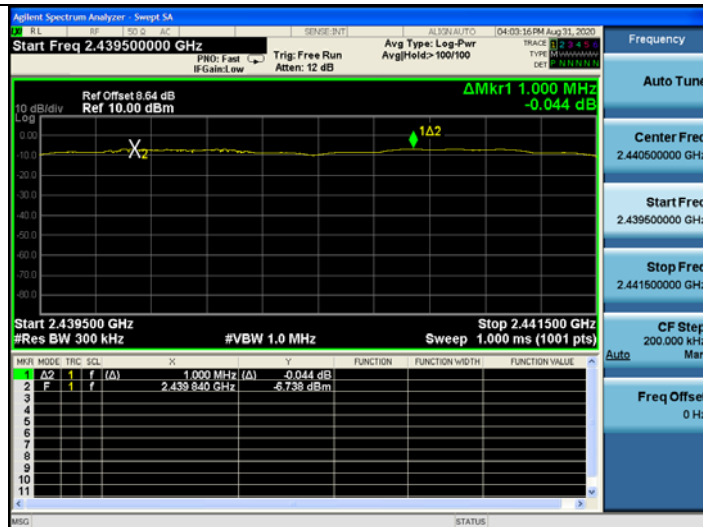 Agilent Spectrum Analyzer - Swept SA
RL RF 50 Ω AC SENSE:INT ALIGNAUTO 04:03:16 PM Aug 31, 2020
Start Freq 2.439500000 GHz
PNO: Fast
IFGain:Low
Trig: Free Run
Atten: 12 dB
Avg Type: Log-Pwr
Avg|Hold:> 100/100
TRACE 1 2 3 4 5 6
TYPE MWWWWW
DET P N N N N N
ΔMkr1 1.000 MHz
-0.044 dB
Ref Offset 8.64 dB
10 dB/div Ref 10.00 dBm
Log
0.00
-10.0
-20.0
-30.0
-40.0
-50.0
-60.0
-70.0
-80.0
X2
1Δ2
Start 2.439500 GHz Stop 2.441500 GHz
#Res BW 300 kHz #VBW 1.0 MHz Sweep 1.000 ms (1001 pts)
MKR MODE TRC SCL X Y FUNCTION FUNCTION WIDTH FUNCTION VALUE
1 Δ2 1 f (Δ) 1.000 MHz (Δ) -0.044 dB
2 F 1 f 2.439 840 GHz -6.738 dBm
3
4
5
6
7
8
9
10
11
MSG STATUS
Frequency
Auto Tune
Center Freq
2.440500000 GHz
Start Freq
2.439500000 GHz
Stop Freq
2.441500000 GHz
CF Step
200.000 kHz
Auto Man
Freq Offset
0 Hz